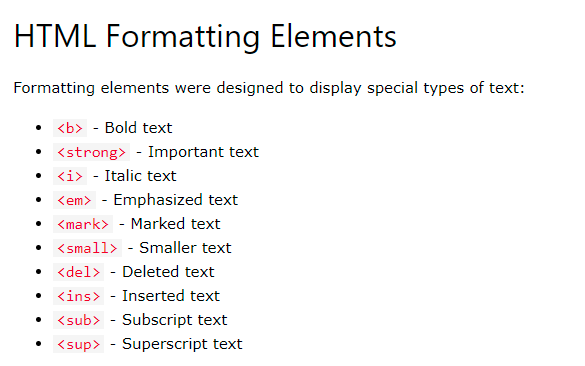 HTML Formatting Elements
Formatting elements were designed to display special types of text:
• <b> - Bold text
• <strong> - Important text
• <i> - Italic text
• <em> - Emphasized text
• <mark> - Marked text
• <small> - Smaller text
• <del> - Deleted text
• <ins> - Inserted text
• <sub> - Subscript text
• <sup> - Superscript text